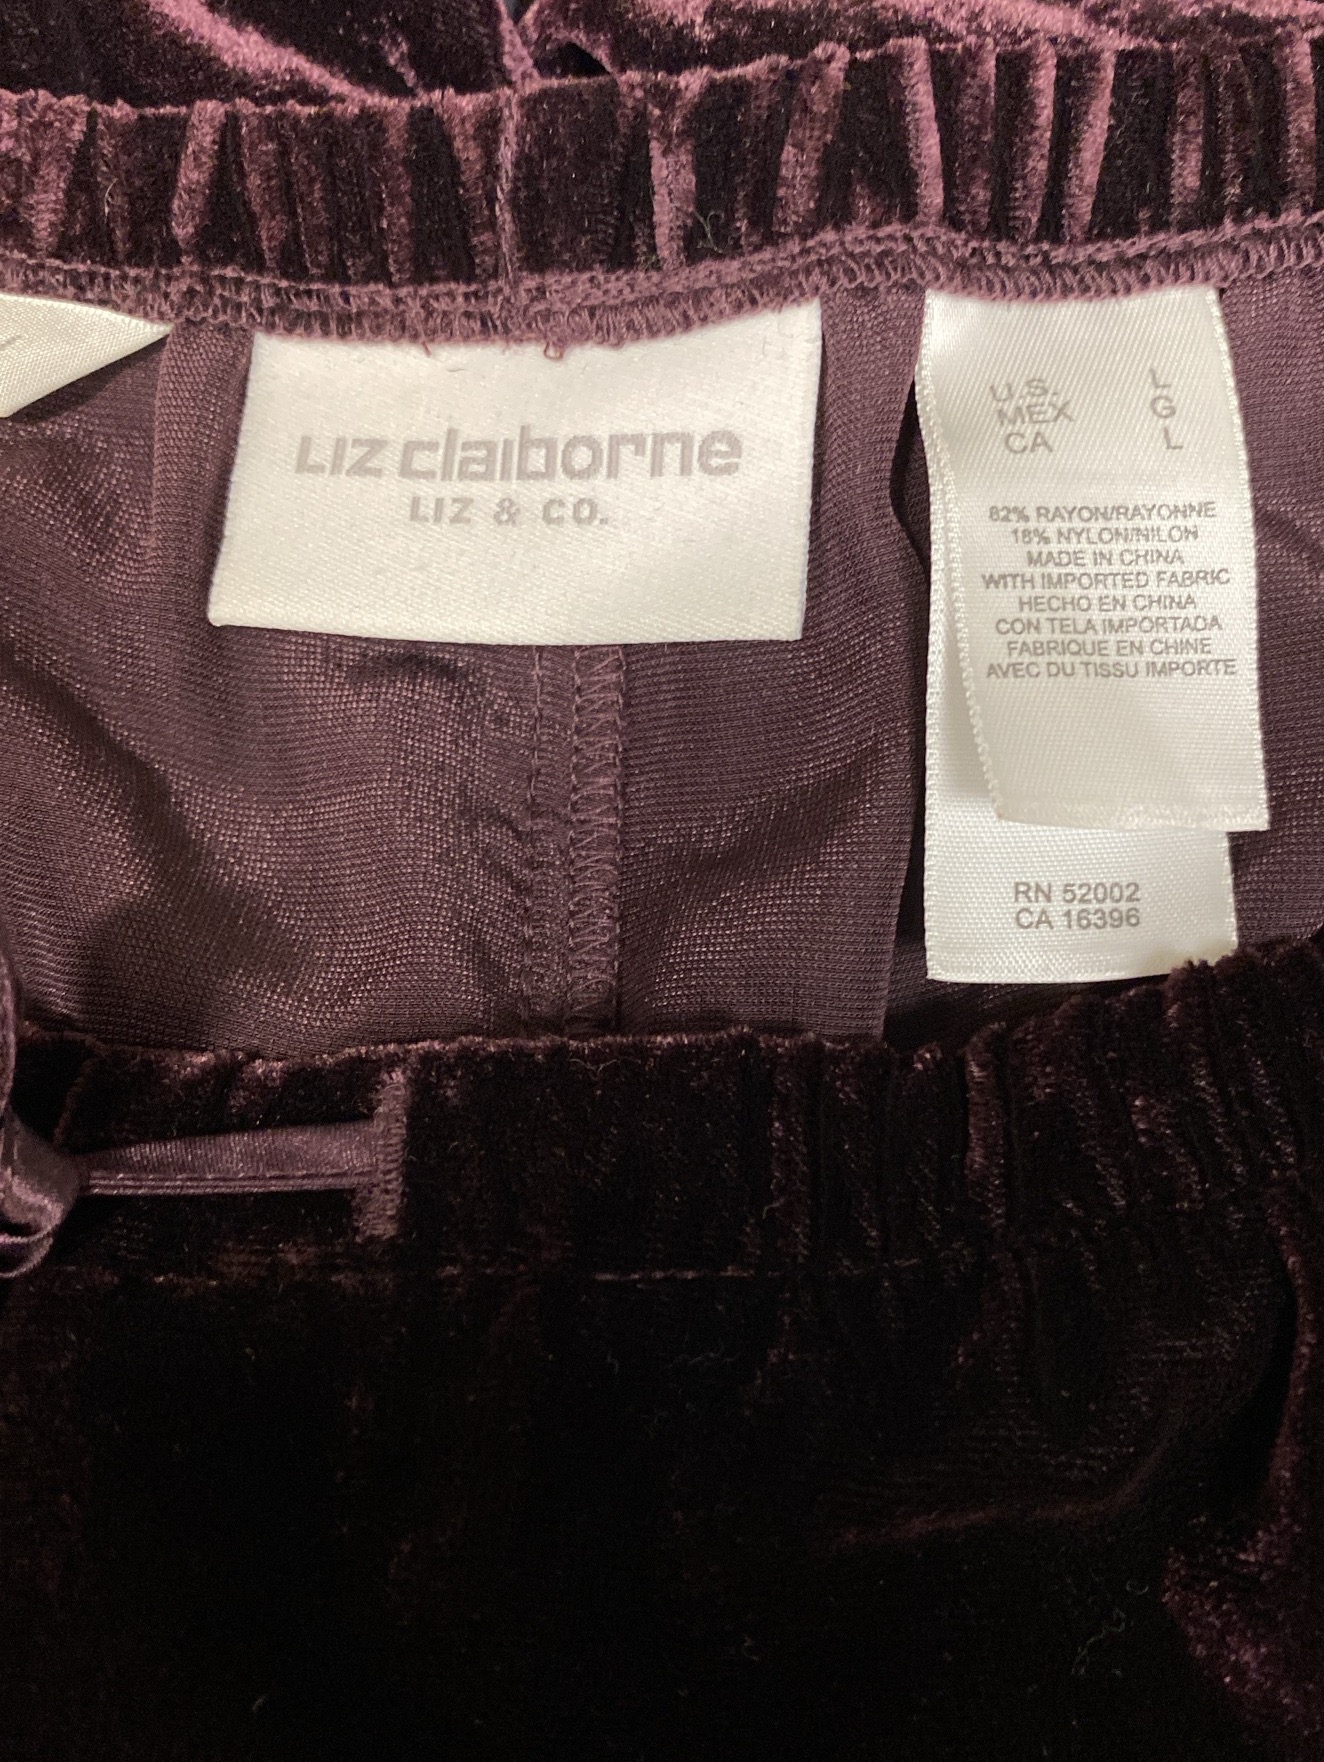 LIZ claiborne
LIZ & CO.
U.S. L
MEX G
CA L
82% RAYON/RAYONNE
18% NYLON/NILON
MADE IN CHINA
WITH IMPORTED FABRIC
HECHO EN CHINA
CON TELA IMPORTADA
FABRIQUE EN CHINE
AVEC DU TISSU IMPORTE
RN 52002
CA 16396